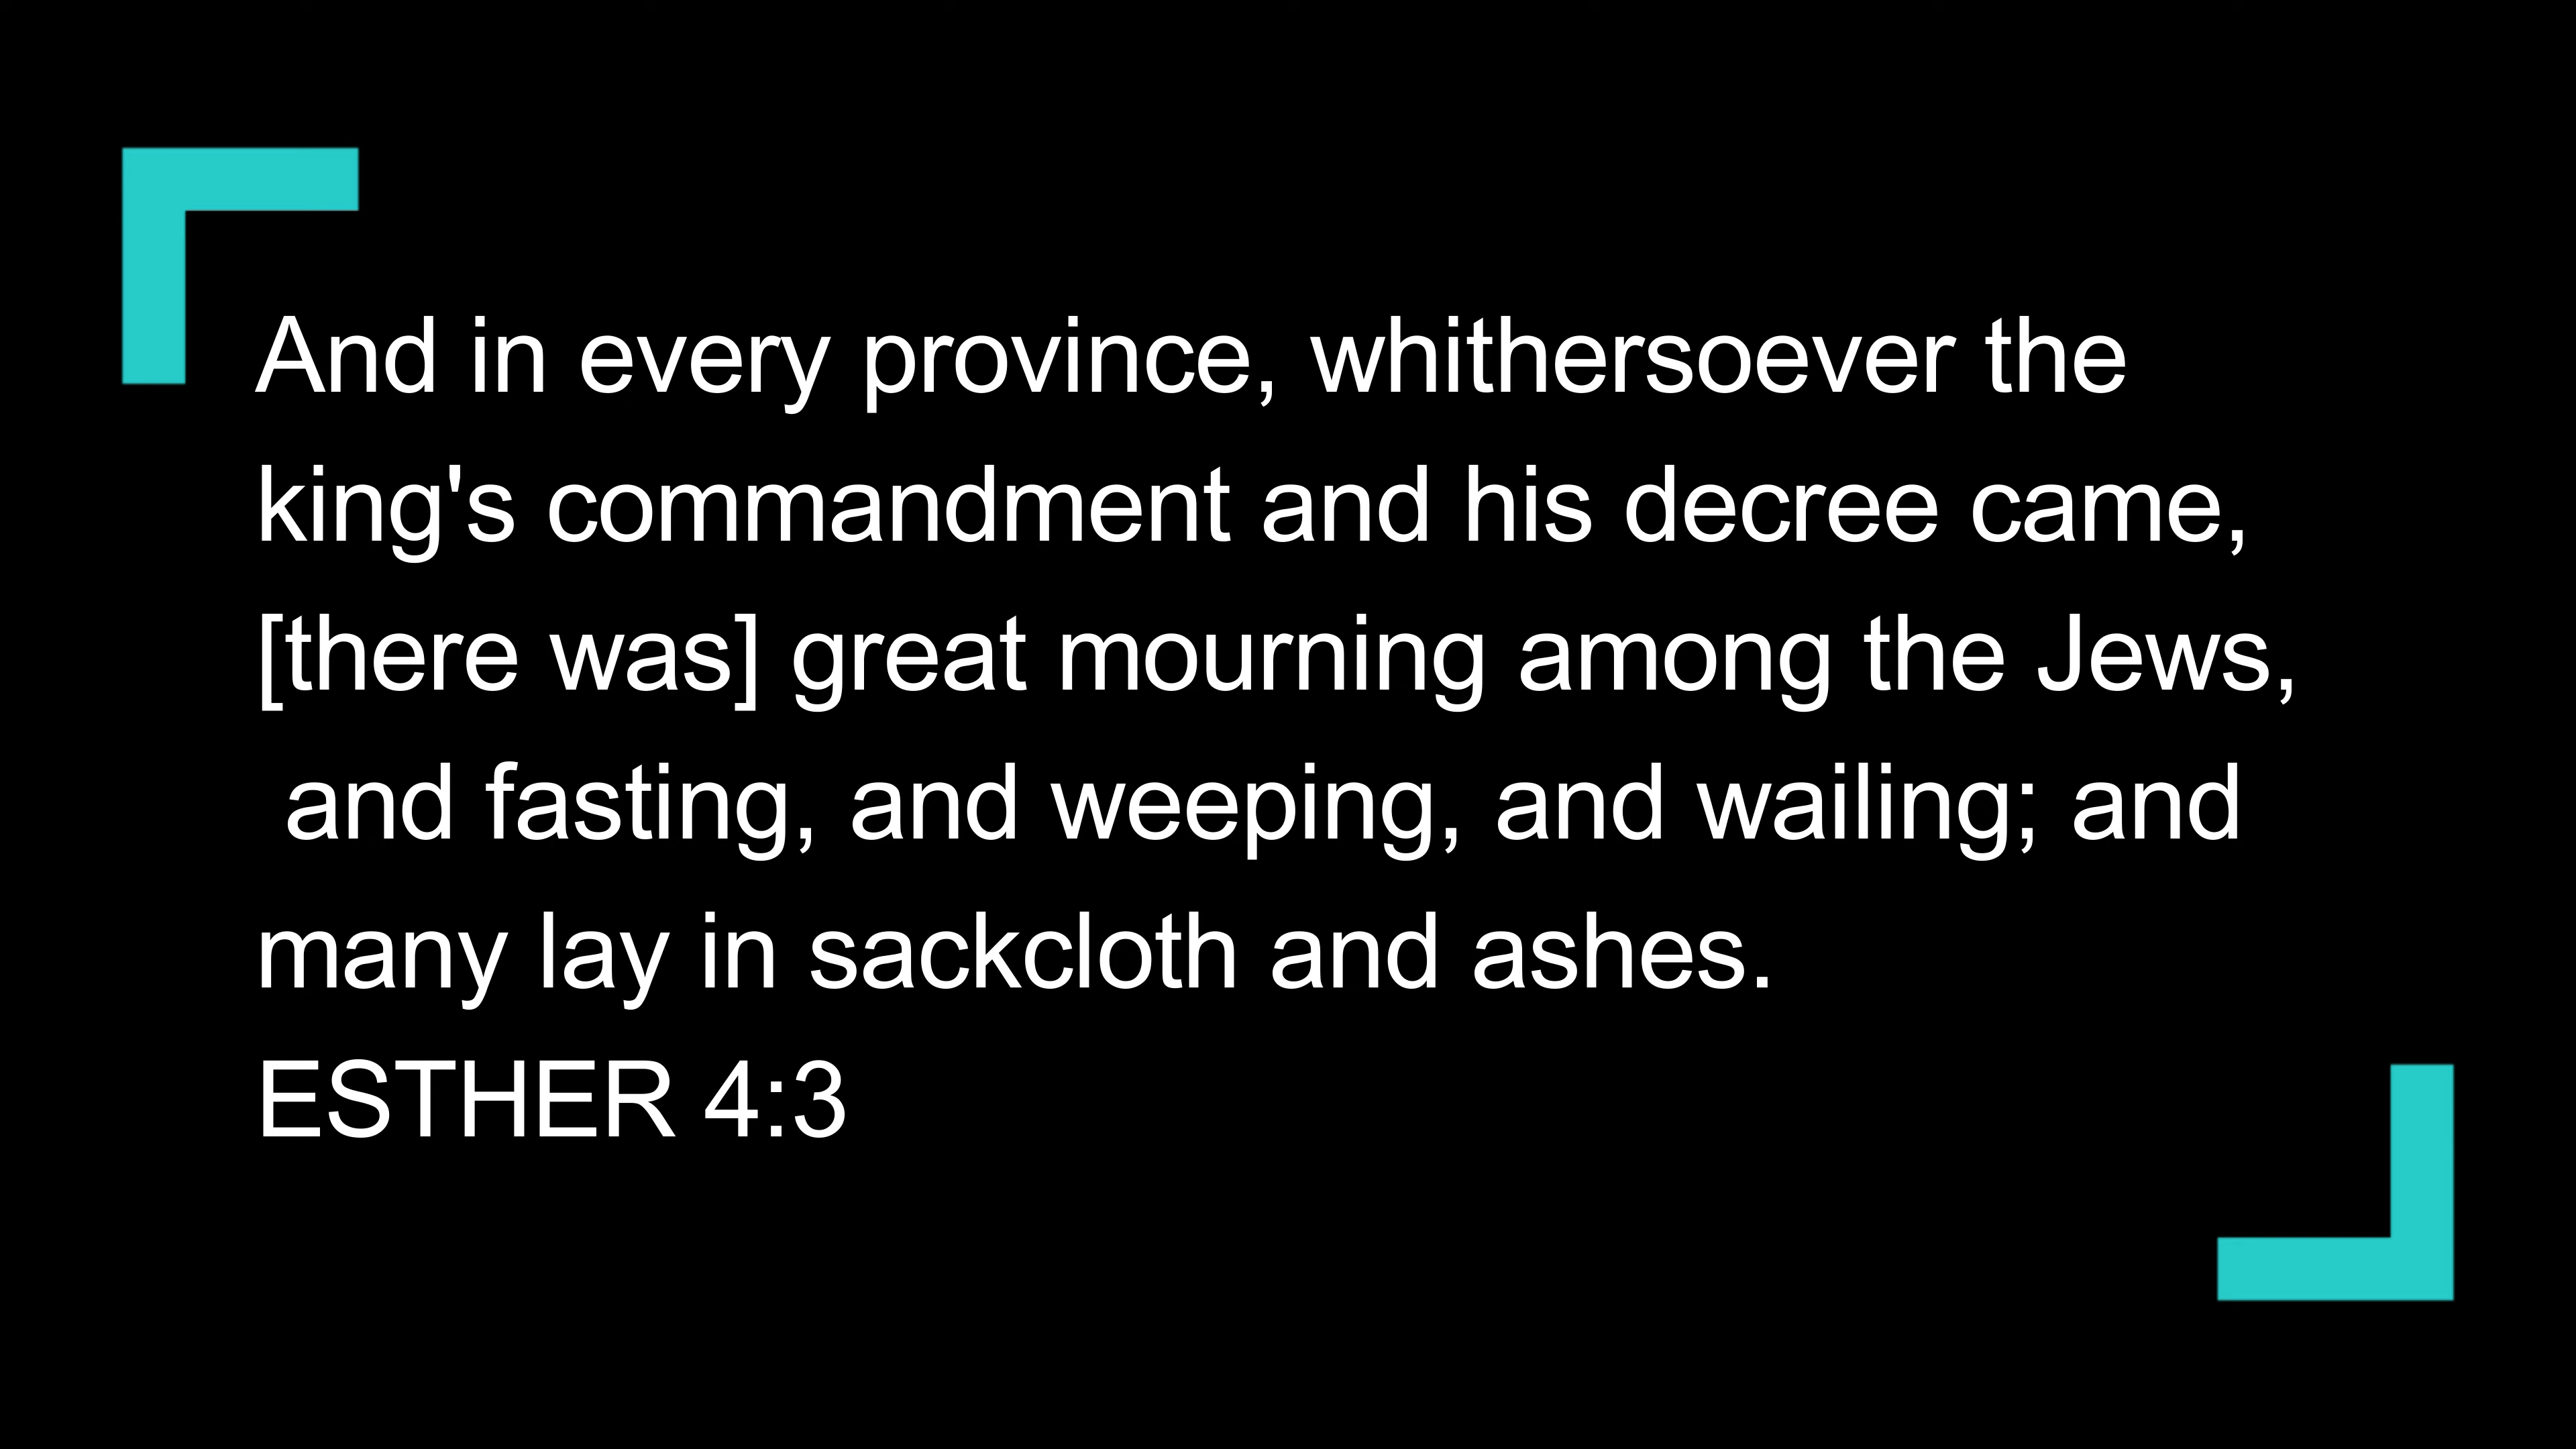 And in every province, whithersoever the
king's commandment and his decree came,
[there was] great mourning among the Jews,
and fasting, and weeping, and wailing; and
many lay in sackcloth and ashes.
ESTHER 4:3